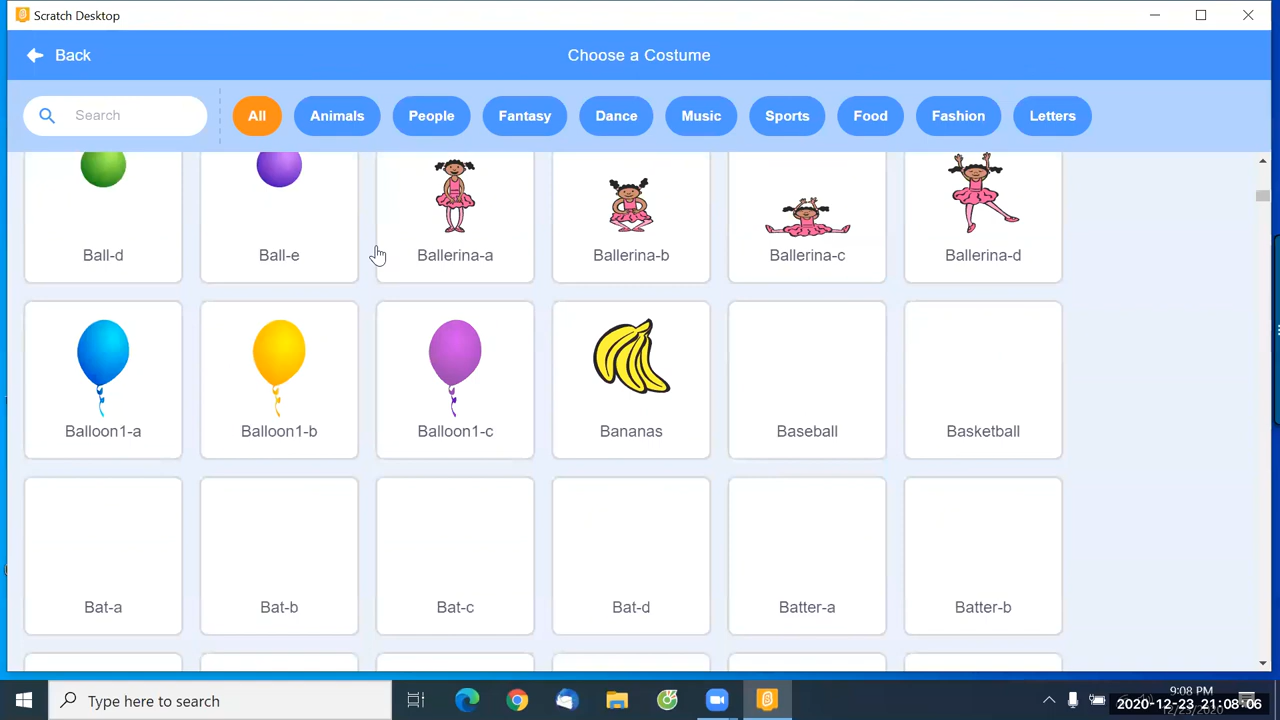 Scratch Desktop
Back
Choose a Costume
Search
All
Animals
People
Fantasy
Dance
Music
Sports
Food
Fashion
Letters
Ball-d
Ball-e
Ballerina-a
Ballerina-b
Ballerina-c
Ballerina-d
Balloon1-a
Balloon1-b
Balloon1-c
Bananas
Baseball
Basketball
Bat-a
Bat-b
Bat-c
Bat-d
Batter-a
Batter-b
Type here to search
9:08 PM
2020-12-23 21:08:06